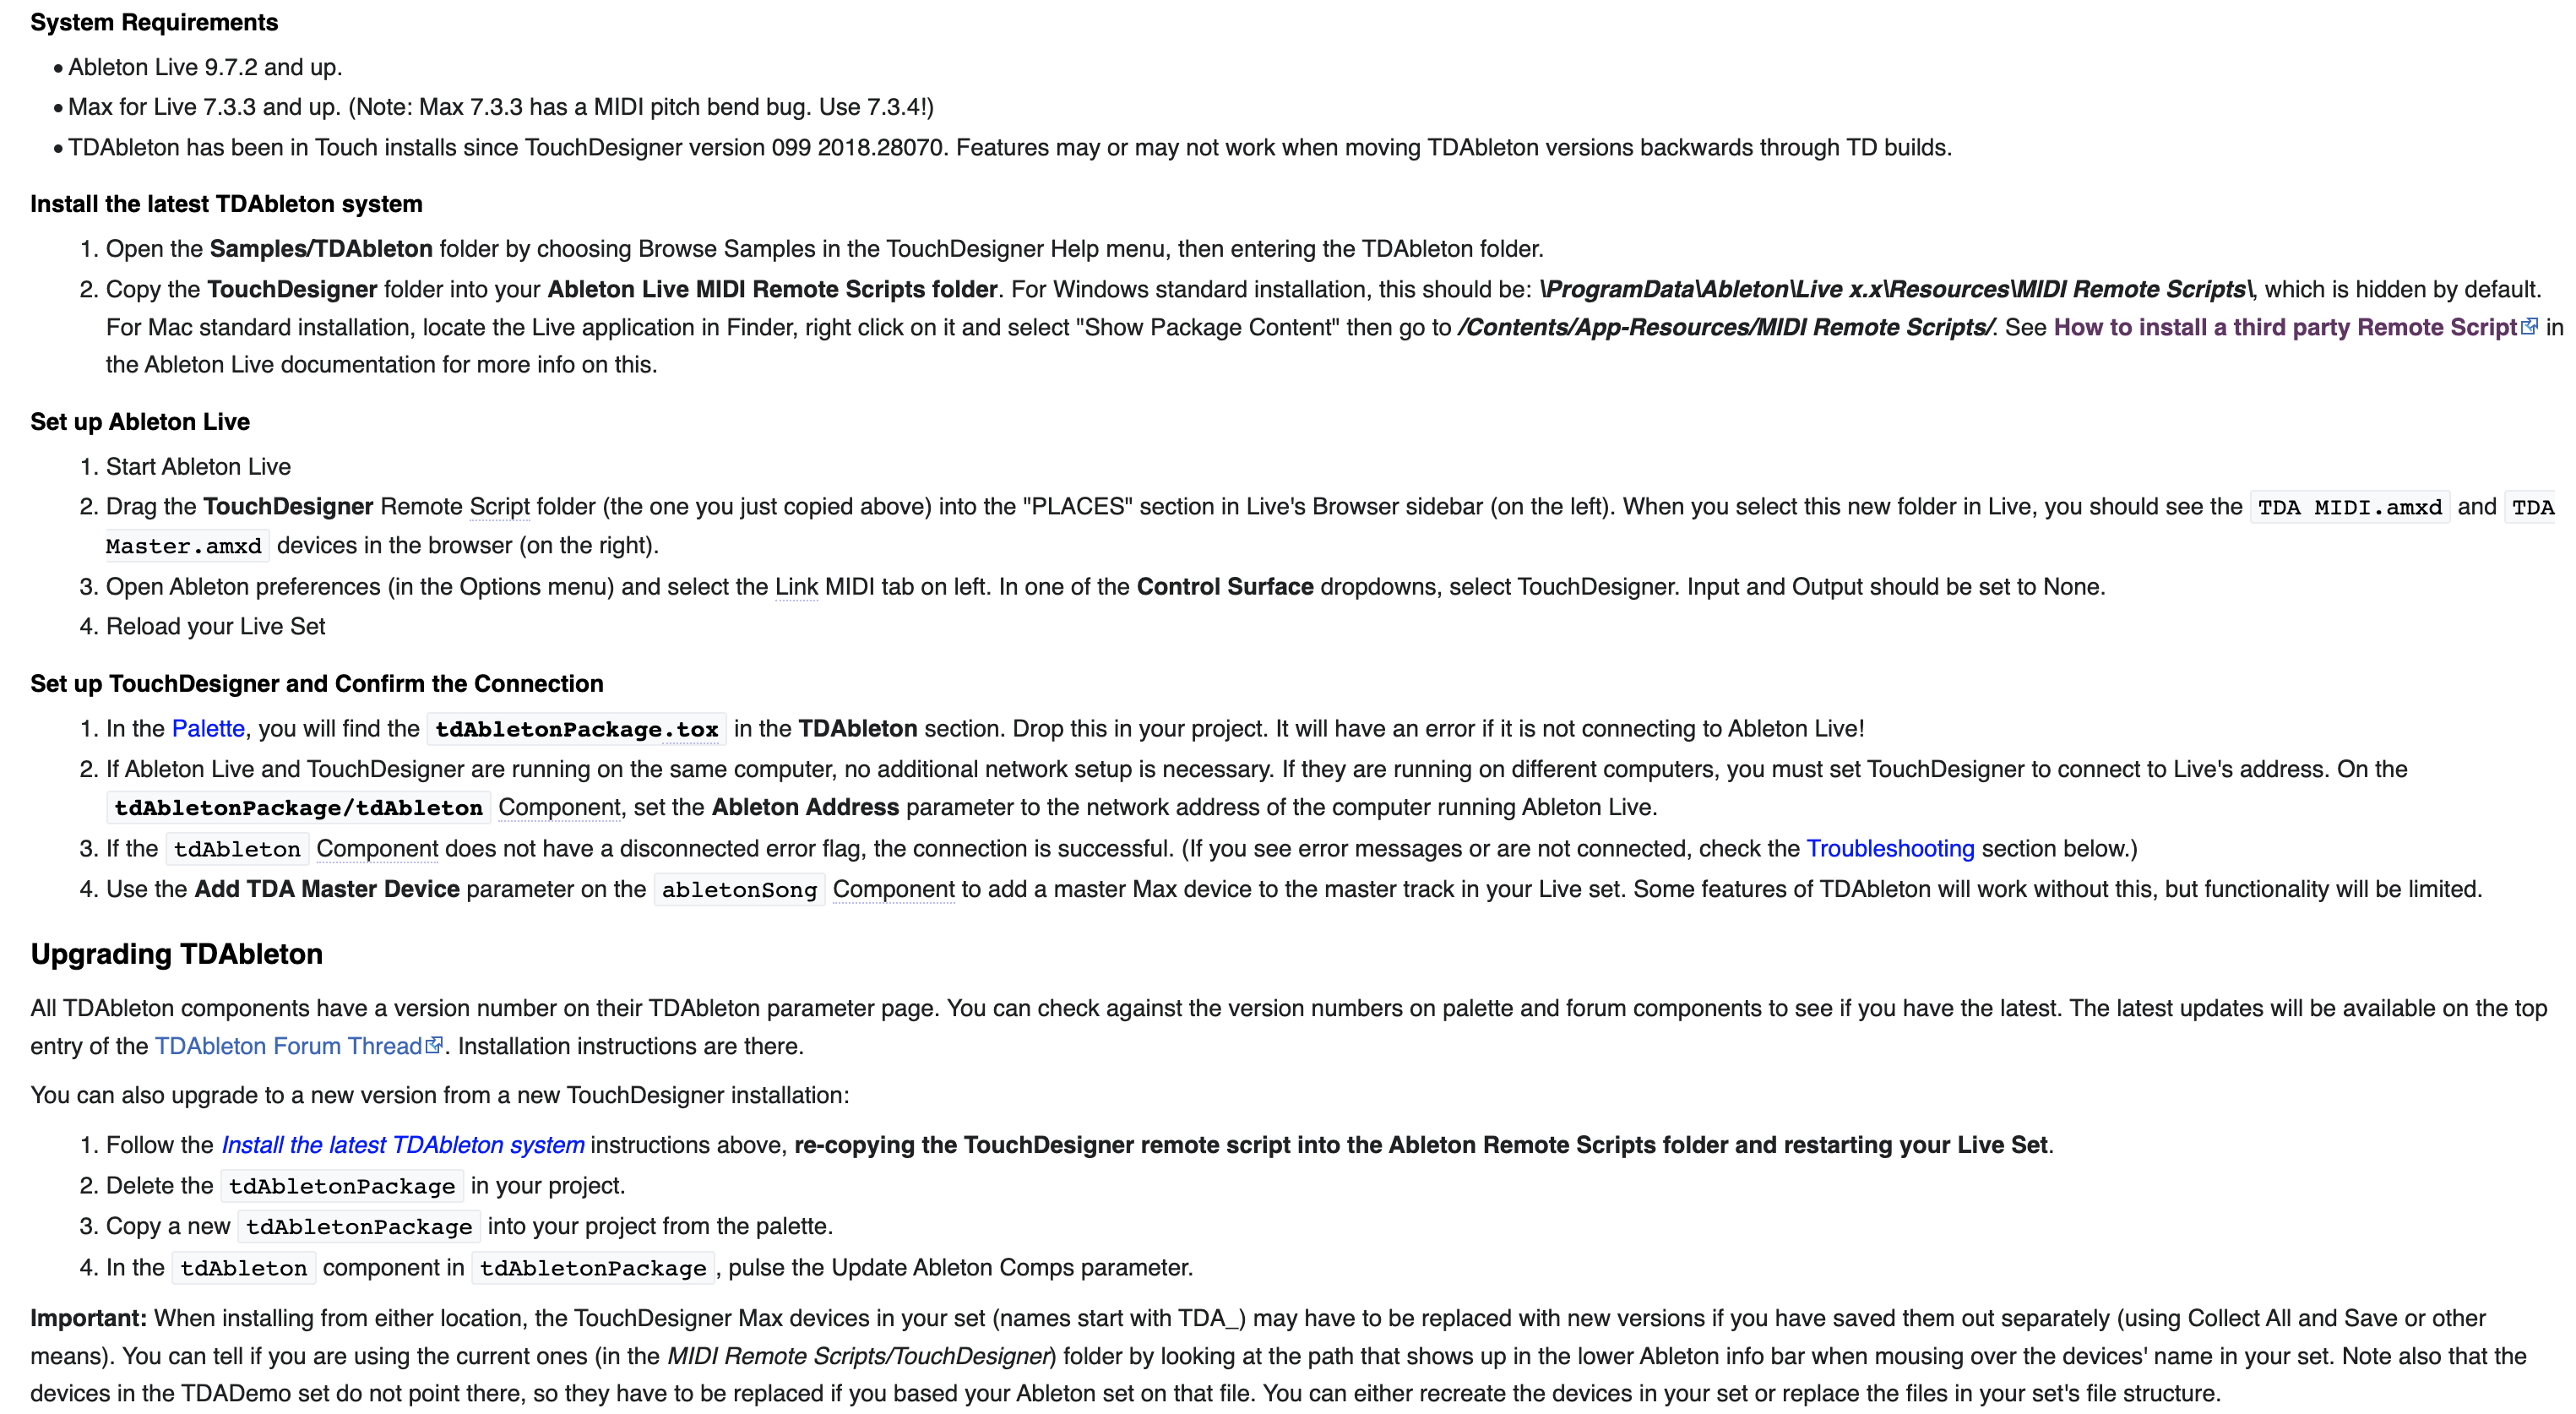 System Requirements
• Ableton Live 9.7.2 and up.
• Max for Live 7.3.3 and up. (Note: Max 7.3.3 has a MIDI pitch bend bug. Use 7.3.4!)
• TDAbleton has been in Touch installs since TouchDesigner version 099 2018.28070. Features may or may not work when moving TDAbleton versions backwards through TD builds.
Install the latest TDAbleton system
1. Open the Samples/TDAbleton folder by choosing Browse Samples in the TouchDesigner Help menu, then entering the TDAbleton folder.
2. Copy the TouchDesigner folder into your Ableton Live MIDI Remote Scripts folder. For Windows standard installation, this should be: \ProgramData\Ableton\Live x.x\Resources\MIDI Remote Scripts\, which is hidden by default.
For Mac standard installation, locate the Live application in Finder, right click on it and select "Show Package Content" then go to /Contents/App-Resources/MIDI Remote Scripts/. See How to install a third party Remote Script in
the Ableton Live documentation for more info on this.
Set up Ableton Live
1. Start Ableton Live
2. Drag the TouchDesigner Remote Script folder (the one you just copied above) into the "PLACES" section in Live's Browser sidebar (on the left). When you select this new folder in Live, you should see the TDA MIDI.amxd and TDA
Master.amxd devices in the browser (on the right).
3. Open Ableton preferences (in the Options menu) and select the Link MIDI tab on left. In one of the Control Surface dropdowns, select TouchDesigner. Input and Output should be set to None.
4. Reload your Live Set
Set up TouchDesigner and Confirm the Connection
1. In the Palette, you will find the tdAbletonPackage.tox in the TDAbleton section. Drop this in your project. It will have an error if it is not connecting to Ableton Live!
2. If Ableton Live and TouchDesigner are running on the same computer, no additional network setup is necessary. If they are running on different computers, you must set TouchDesigner to connect to Live's address. On the
tdAbletonPackage/tdAbleton Component, set the Ableton Address parameter to the network address of the computer running Ableton Live.
3. If the tdAbleton Component does not have a disconnected error flag, the connection is successful. (If you see error messages or are not connected, check the Troubleshooting section below.)
4. Use the Add TDA Master Device parameter on the abletonSong Component to add a master Max device to the master track in your Live set. Some features of TDAbleton will work without this, but functionality will be limited.
Upgrading TDAbleton
All TDAbleton components have a version number on their TDAbleton parameter page. You can check against the version numbers on palette and forum components to see if you have the latest. The latest updates will be available on the top
entry of the TDAbleton Forum Thread. Installation instructions are there.
You can also upgrade to a new version from a new TouchDesigner installation:
1. Follow the Install the latest TDAbleton system instructions above, re-copying the TouchDesigner remote script into the Ableton Remote Scripts folder and restarting your Live Set.
2. Delete the tdAbletonPackage in your project.
3. Copy a new tdAbletonPackage into your project from the palette.
4. In the tdAbleton component in tdAbletonPackage, pulse the Update Ableton Comps parameter.
Important: When installing from either location, the TouchDesigner Max devices in your set (names start with TDA_) may have to be replaced with new versions if you have saved them out separately (using Collect All and Save or other
means). You can tell if you are using the current ones (in the MIDI Remote Scripts/TouchDesigner) folder by looking at the path that shows up in the lower Ableton info bar when mousing over the devices' name in your set. Note also that the
devices in the TDADemo set do not point there, so they have to be replaced if you based your Ableton set on that file. You can either recreate the devices in your set or replace the files in your set's file structure.